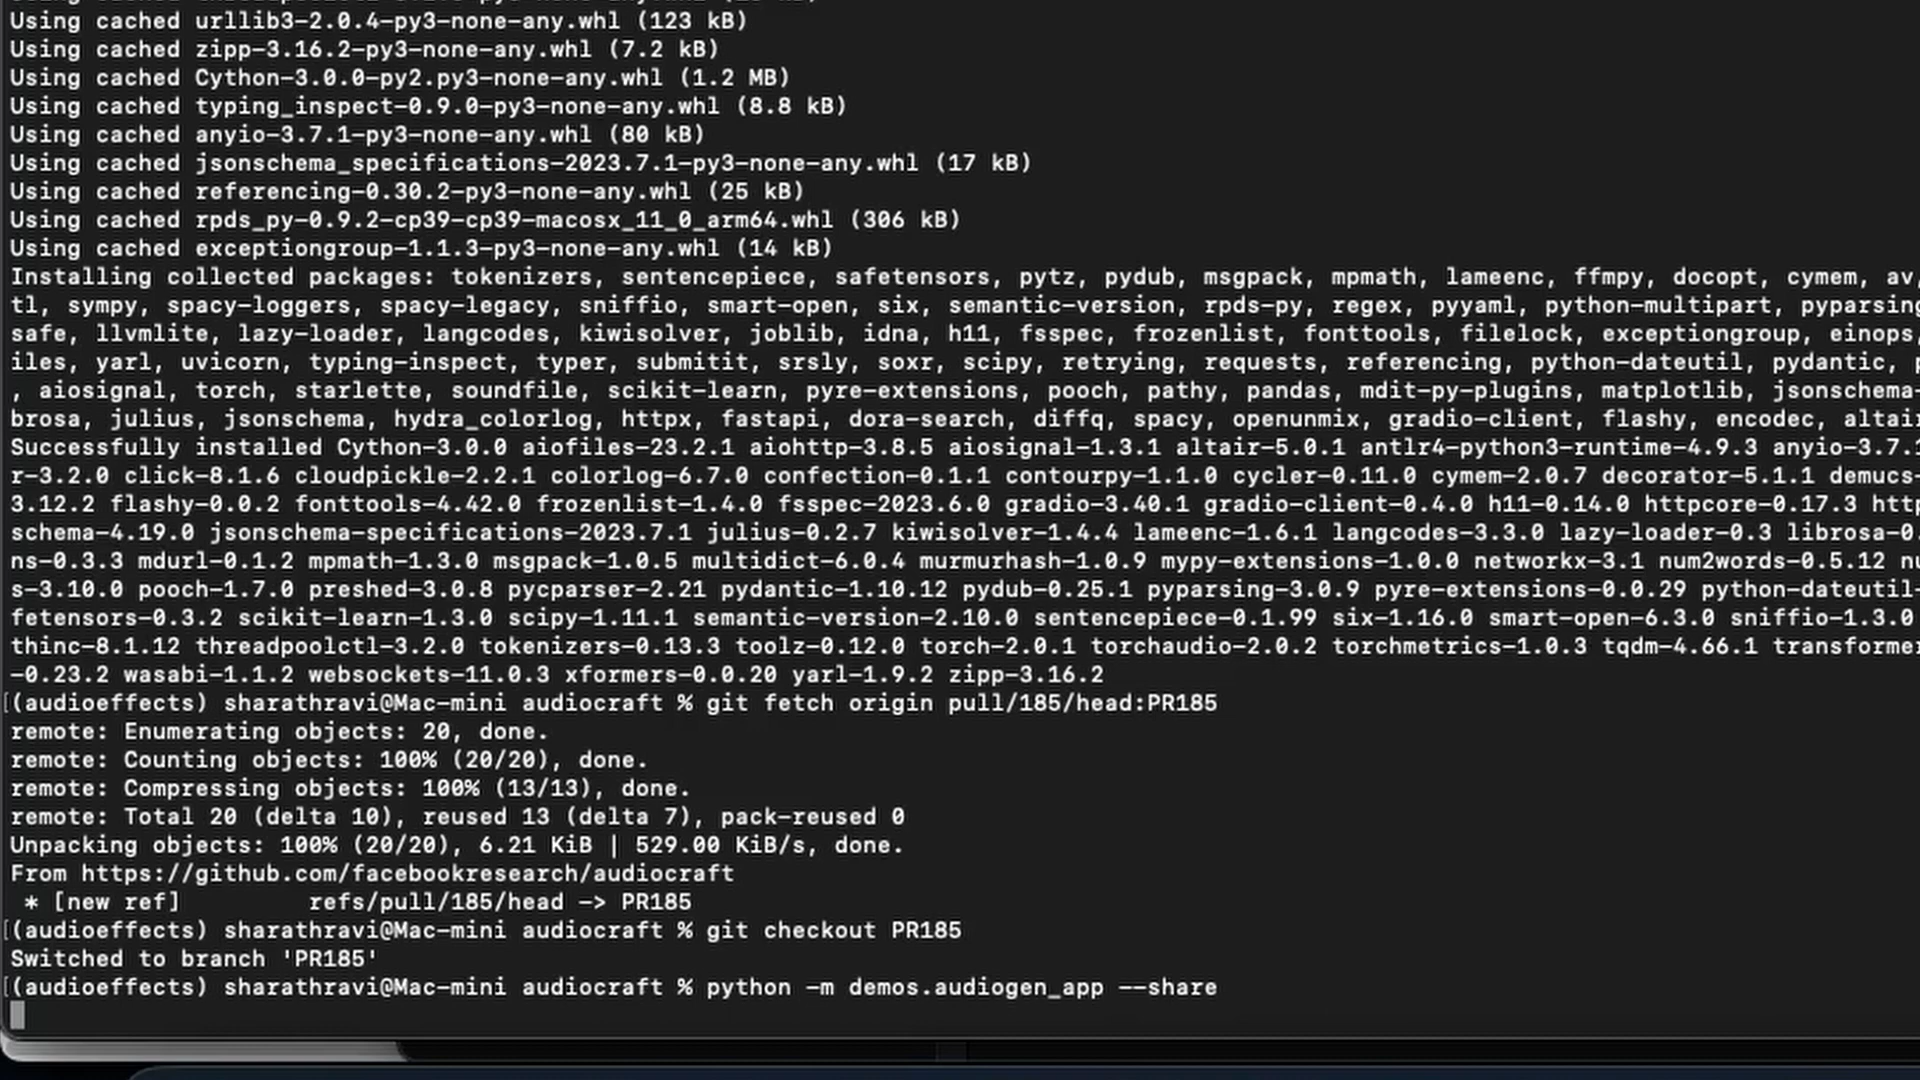 Using cached urllib3-2.0.4-py3-none-any.whl (123 kB)
Using cached zipp-3.16.2-py3-none-any.whl (7.2 kB)
Using cached Cython-3.0.0-py2.py3-none-any.whl (1.2 MB)
Using cached typing_inspect-0.9.0-py3-none-any.whl (8.8 kB)
Using cached anyio-3.7.1-py3-none-any.whl (80 kB)
Using cached jsonschema_specifications-2023.7.1-py3-none-any.whl (17 kB)
Using cached referencing-0.30.2-py3-none-any.whl (25 kB)
Using cached rpds_py-0.9.2-cp39-cp39-macosx_11_0_arm64.whl (306 kB)
Using cached exceptiongroup-1.1.3-py3-none-any.whl (14 kB)
Installing collected packages: tokenizers, sentencepiece, safetensors, pytz, pydub, msgpack, mpmath, lameenc, ffmpy, docopt, cymem, av,
tl, sympy, spacy-loggers, spacy-legacy, sniffio, smart-open, six, semantic-version, rpds-py, regex, pyyaml, python-multipart, pyparsing
safe, llvmlite, lazy-loader, langcodes, kiwisolver, joblib, idna, h11, fsspec, frozenlist, fonttools, filelock, exceptiongroup, einops,
iles, yarl, uvicorn, typing-inspect, typer, submitit, srsly, soxr, scipy, retrying, requests, referencing, python-dateutil, pydantic, p
, aiosignal, torch, starlette, soundfile, scikit-learn, pyre-extensions, pooch, pathy, pandas, mdit-py-plugins, matplotlib, jsonschema-
brosa, julius, jsonschema, hydra_colorlog, httpx, fastapi, dora-search, diffq, spacy, openunmix, gradio-client, flashy, encodec, altai
Successfully installed Cython-3.0.0 aiofiles-23.2.1 aiohttp-3.8.5 aiosignal-1.3.1 altair-5.0.1 antlr4-python3-runtime-4.9.3 anyio-3.7.1
r-3.2.0 click-8.1.6 cloudpickle-2.2.1 colorlog-6.7.0 confection-0.1.1 contourpy-1.1.0 cycler-0.11.0 cymem-2.0.7 decorator-5.1.1 demucs-
3.12.2 flashy-0.0.2 fonttools-4.42.0 frozenlist-1.4.0 fsspec-2023.6.0 gradio-3.40.1 gradio-client-0.4.0 h11-0.14.0 httpcore-0.17.3 http
schema-4.19.0 jsonschema-specifications-2023.7.1 julius-0.2.7 kiwisolver-1.4.4 lameenc-1.6.1 langcodes-3.3.0 lazy-loader-0.3 librosa-0.
ns-0.3.3 mdurl-0.1.2 mpmath-1.3.0 msgpack-1.0.5 multidict-6.0.4 murmurhash-1.0.9 mypy-extensions-1.0.0 networkx-3.1 num2words-0.5.12 nu
s-3.10.0 pooch-1.7.0 preshed-3.0.8 pycparser-2.21 pydantic-1.10.12 pydub-0.25.1 pyparsing-3.0.9 pyre-extensions-0.0.29 python-dateutil-
fetensors-0.3.2 scikit-learn-1.3.0 scipy-1.11.1 semantic-version-2.10.0 sentencepiece-0.1.99 six-1.16.0 smart-open-6.3.0 sniffio-1.3.0
thinc-8.1.12 threadpoolctl-3.2.0 tokenizers-0.13.3 toolz-0.12.0 torch-2.0.1 torchaudio-2.0.2 torchmetrics-1.0.3 tqdm-4.66.1 transformer
-0.23.2 wasabi-1.1.2 websockets-11.0.3 xformers-0.0.20 yarl-1.9.2 zipp-3.16.2
[(audioeffects) sharathravi@Mac-mini audiocraft % git fetch origin pull/185/head:PR185
remote: Enumerating objects: 20, done.
remote: Counting objects: 100% (20/20), done.
remote: Compressing objects: 100% (13/13), done.
remote: Total 20 (delta 10), reused 13 (delta 7), pack-reused 0
Unpacking objects: 100% (20/20), 6.21 KiB | 529.00 KiB/s, done.
From https://github.com/facebookresearch/audiocraft
* [new ref] refs/pull/185/head -> PR185
[(audioeffects) sharathravi@Mac-mini audiocraft % git checkout PR185
Switched to branch 'PR185'
[(audioeffects) sharathravi@Mac-mini audiocraft % python -m demos.audiogen_app --share